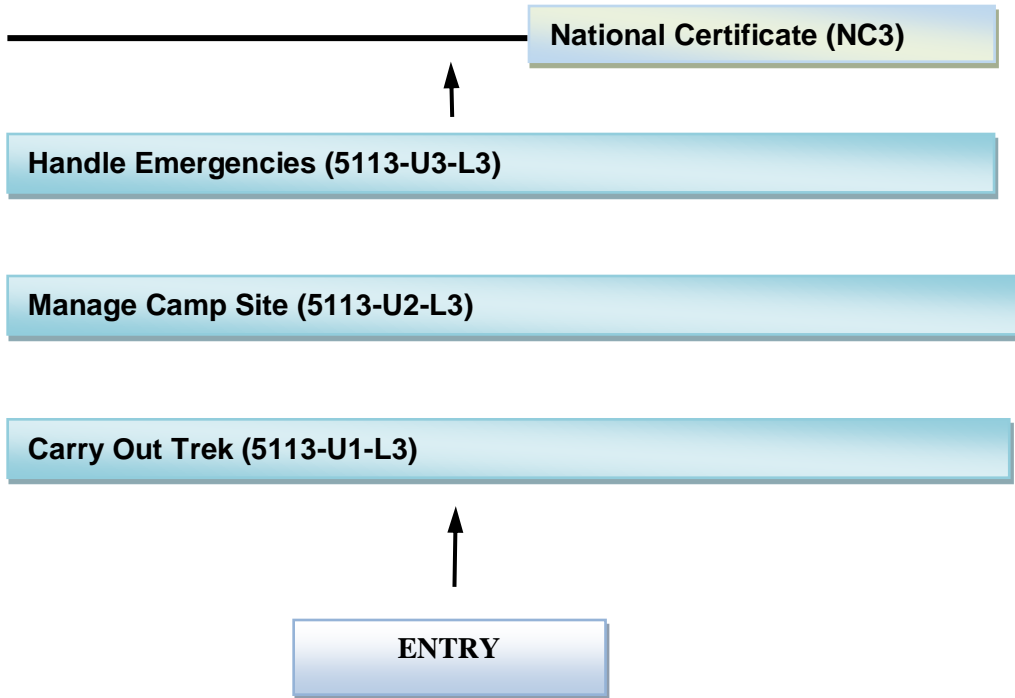 National Certificate (NC3)
Handle Emergencies (5113-U3-L3)
Manage Camp Site (5113-U2-L3)
Carry Out Trek (5113-U1-L3)
ENTRY